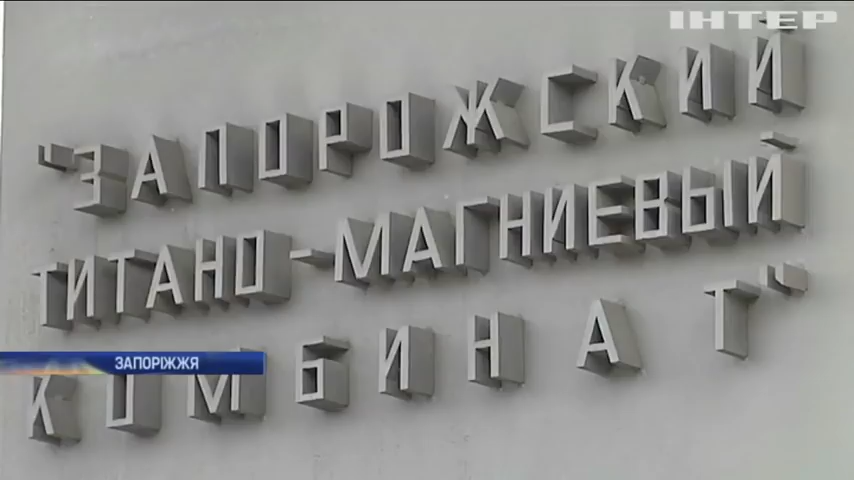 ІНТЕР
"ЗАПОРОЖСКИЙ
ТИТАНО-МАГНИЕВЫЙ
КОМБИНАТ"
ЗАПОРІЖЖЯ